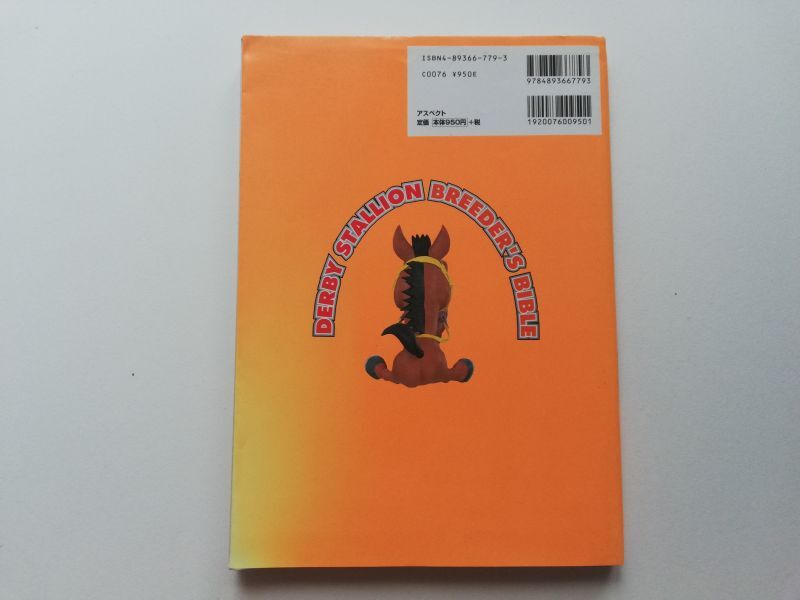 ISBN4-89366-779-3
C0076 ¥950E
アスペクト
定価 本体950円 +税
9784893667793
1920076009501
DERBY STALLION BREEDER'S BIBLE